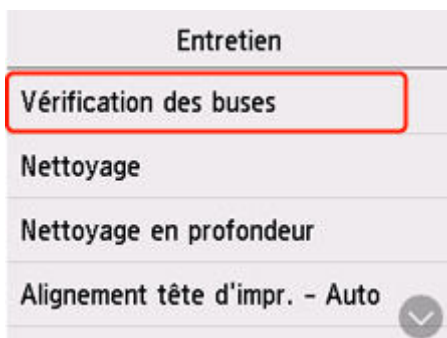 Entretien
Vérification des buses
Nettoyage
Nettoyage en profondeur
Alignement tête d'impr. – Auto